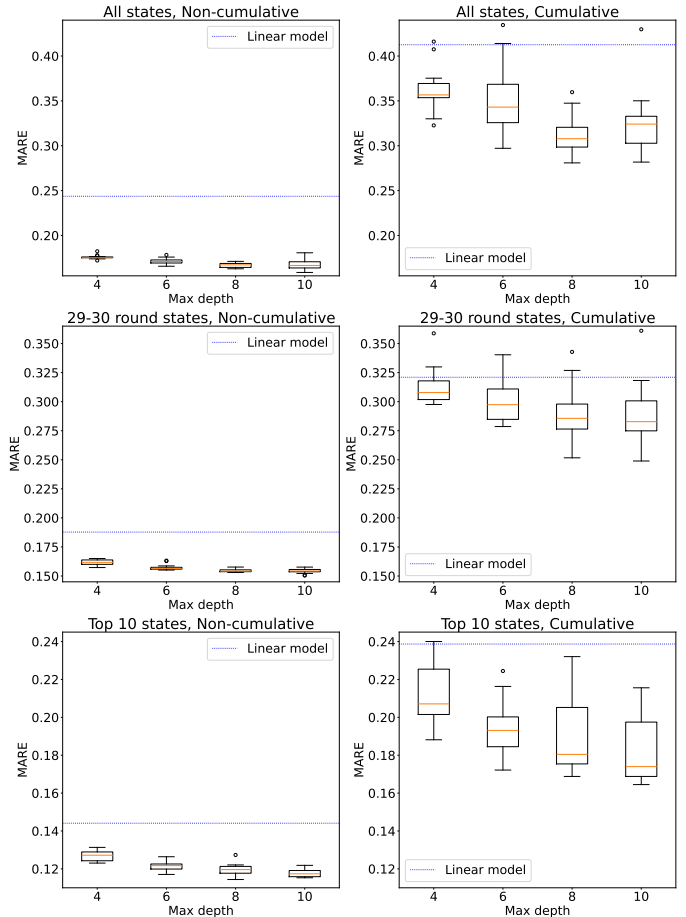 All states, Non-cumulative
MARE
0.40
0.35
0.30
0.25
0.20
Linear model
4 6 8 10
Max depth
All states, Cumulative
MARE
0.40
0.35
0.30
0.25
0.20
Linear model
4 6 8 10
Max depth
29-30 round states, Non-cumulative
MARE
0.350
0.325
0.300
0.275
0.250
0.225
0.200
0.175
0.150
Linear model
4 6 8 10
Max depth
29-30 round states, Cumulative
MARE
0.350
0.325
0.300
0.275
0.250
0.225
0.200
0.175
0.150
Linear model
4 6 8 10
Max depth
Top 10 states, Non-cumulative
MARE
0.24
0.22
0.20
0.18
0.16
0.14
0.12
Linear model
4 6 8 10
Max depth
Top 10 states, Cumulative
MARE
0.24
0.22
0.20
0.18
0.16
0.14
0.12
Linear model
4 6 8 10
Max depth